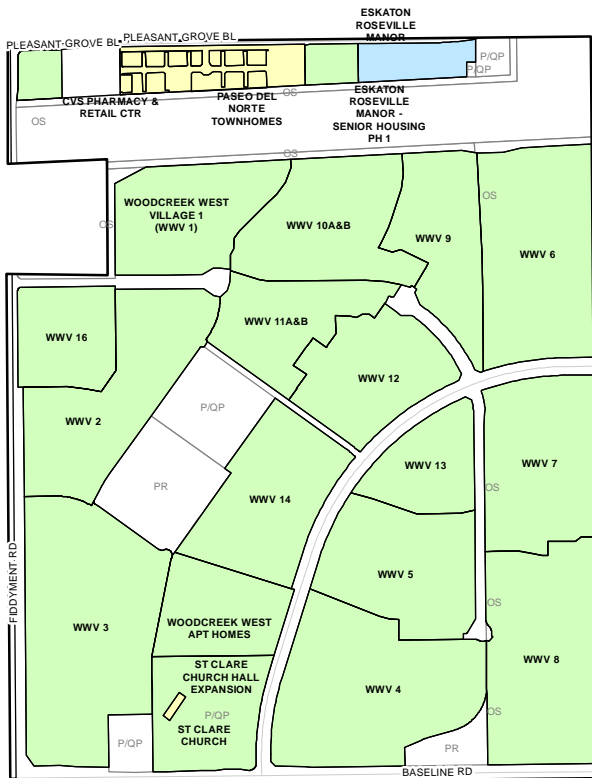 ESKATON
ROSEVILLE
MANOR
PLEASANT GROVE BL
PLEASANT GROVE BL
P/QP
P/QP
CVS PHARMACY &
RETAIL CTR
PASEO DEL
NORTE
TOWNHOMES
OS
ESKATON
ROSEVILLE
MANOR -
SENIOR HOUSING
PH 1
OS
OS
OS
WOODCREEK WEST
VILLAGE 1
(WWV 1)
OS
WWV 10A&B
WWV 9
WWV 6
WWV 16
WWV 11A&B
WWV 12
WWV 2
P/QP
PR
WWV 14
WWV 13
WWV 7
OS
FIDDYMENT RD
WWV 3
WOODCREEK WEST
APT HOMES
WWV 5
OS
ST CLARE
CHURCH HALL
EXPANSION
P/QP
ST CLARE
CHURCH
WWV 4
WWV 8
OS
P/QP
PR
BASELINE RD